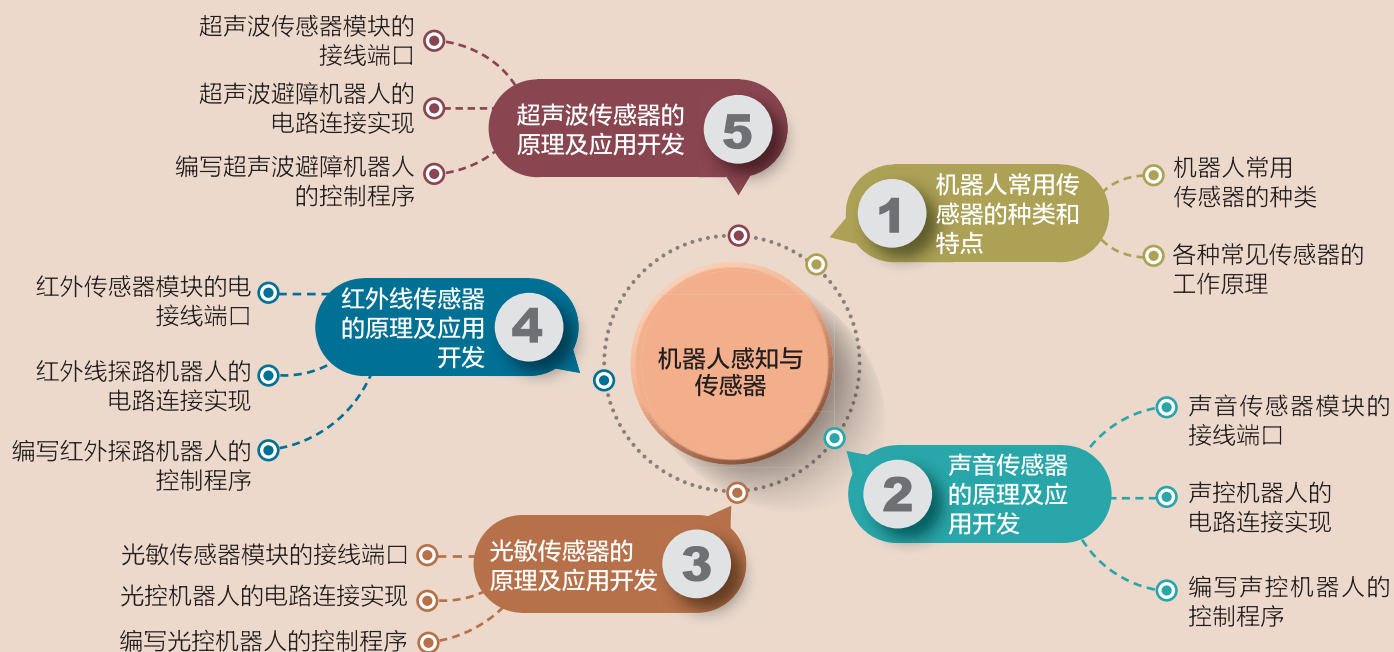 机器人感知与
传感器
1
机器人常用传
感器的种类和
特点
机器人常用
传感器的种类
各种常见传感器的
工作原理
2
声音传感器
的原理及应
用开发
声音传感器模块的
接线端口
声控机器人的
电路连接实现
编写声控机器人的
控制程序
3
光敏传感器的
原理及应用开发
光敏传感器模块的接线端口
光控机器人的电路连接实现
编写光控机器人的控制程序
4
红外线传感器
的原理及应用
开发
红外传感器模块的电
接线端口
红外线探路机器人的
电路连接实现
编写红外探路机器人的
控制程序
5
超声波传感器的
原理及应用开发
超声波传感器模块的
接线端口
超声波避障机器人的
电路连接实现
编写超声波避障机器人
的控制程序